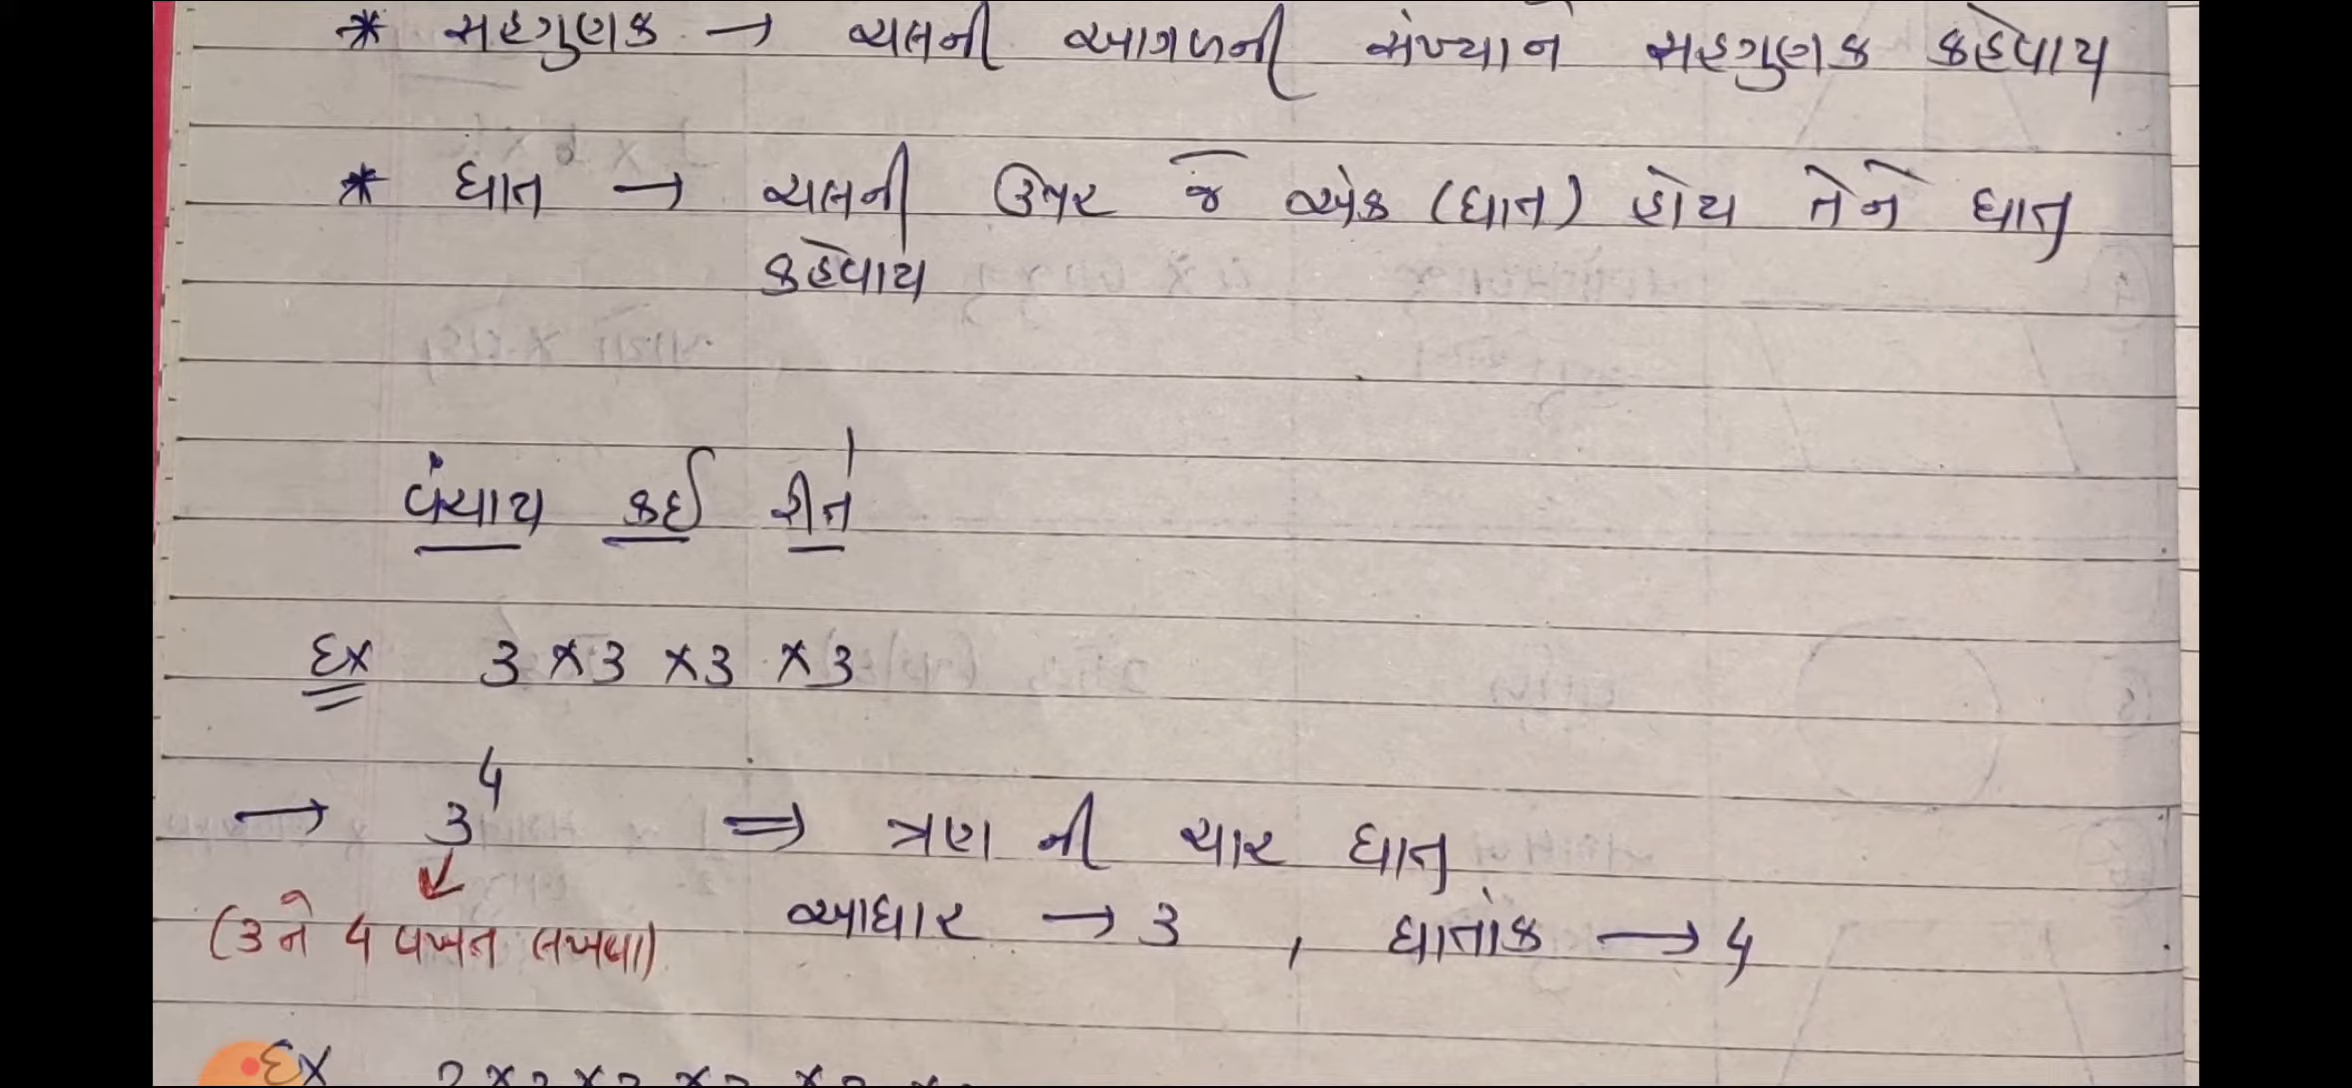 * સહગુણક → ચલની આગળની સંખ્યાને સહગુણક કહેવાય
* ઘાત → ચલની ઉપર જે અંક (ઘાત) હોય તેને ઘાત
કહેવાય
વંચાય કઈ રીતે
Ex 3 × 3 × 3 × 3
→ 3⁴ ⇒ ત્રણ ની ચાર ઘાત
(3 ને 4 વખત લખવા) આધાર → 3 , ઘાતાંક → 4
Ex